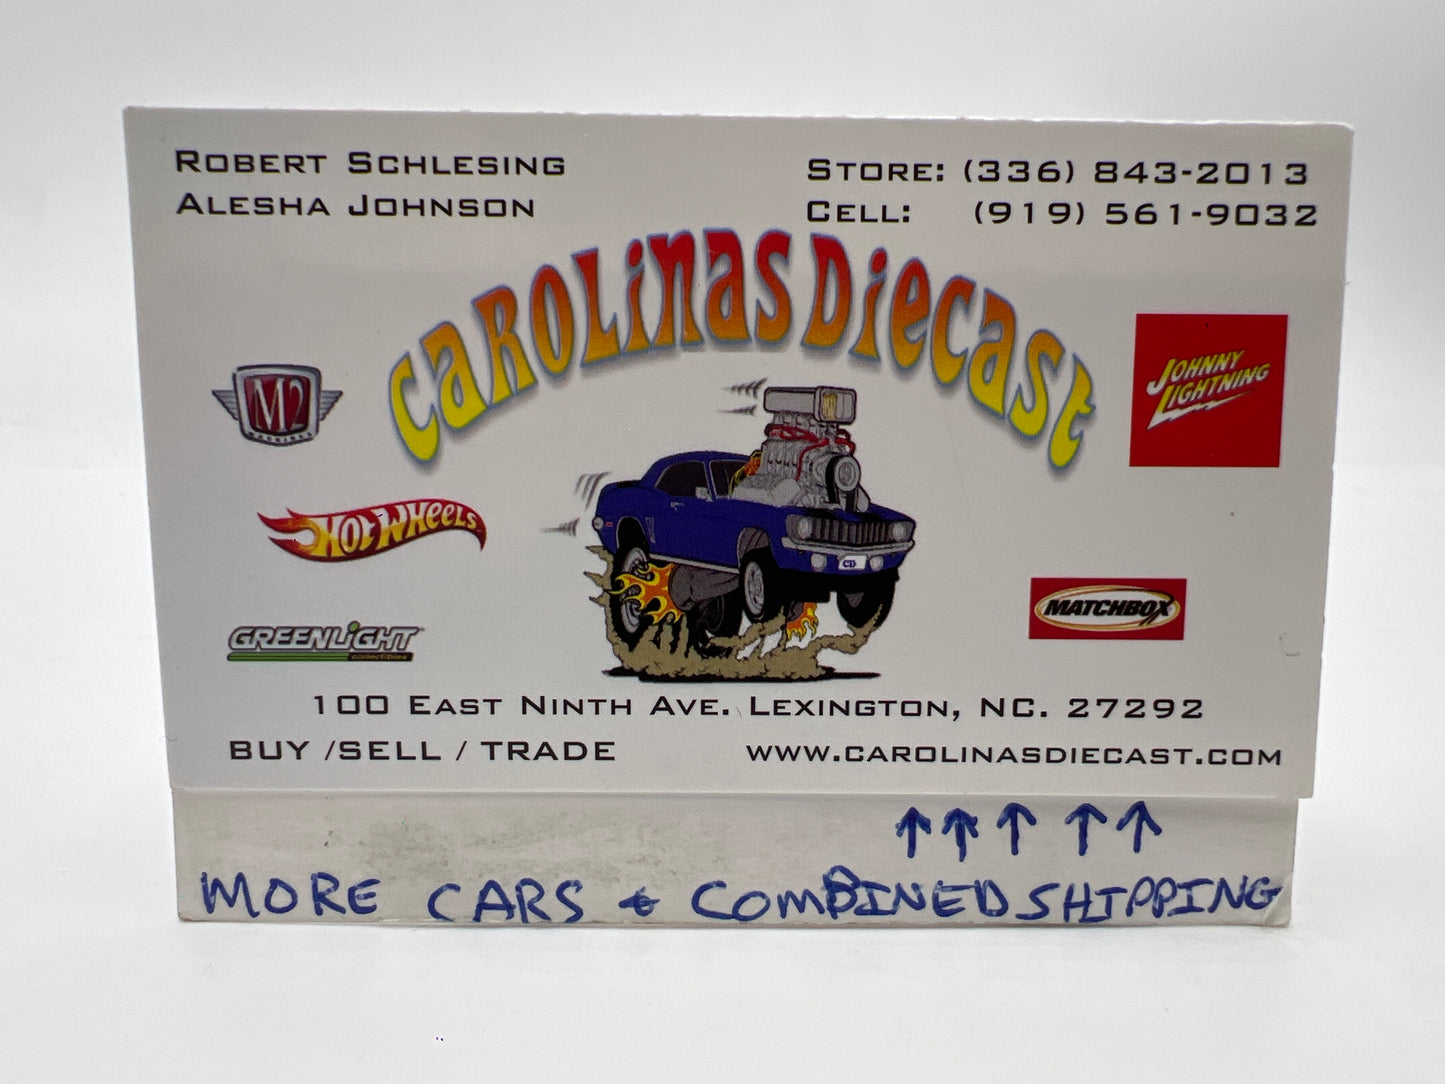 ROBERT SCHLESING
ALESHA JOHNSON
STORE: (336) 843-2013
CELL: (919) 561-9032
CAROLiNAS DiECAST
M2
MACHINES
JOHNNY
LIGHTNING
HOT WHEELS
MATCHBOX
GREENLiGHT
collectibles
100 EAST NINTH AVE. LEXINGTON, NC. 27292
BUY /SELL / TRADE
WWW.CAROLINASDIECAST.COM
↑ ↑ ↑ ↑ ↑
MORE CARS & COMBINED SHIPPING